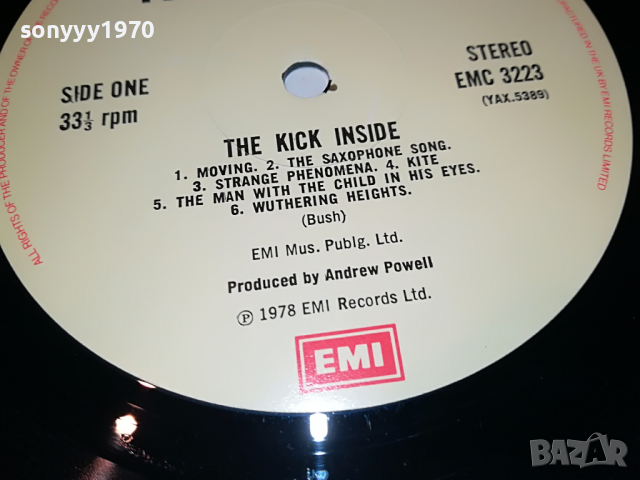 sonyyy1970
SIDE ONE
33⅓ rpm
STEREO
EMC 3223
(YAX.5389)
THE KICK INSIDE
1. MOVING. 2. THE SAXOPHONE SONG.
3. STRANGE PHENOMENA. 4. KITE
5. THE MAN WITH THE CHILD IN HIS EYES.
6. WUTHERING HEIGHTS.
(Bush)
EMI Mus. Publg. Ltd.
Produced by Andrew Powell
Ⓟ 1978 EMI Records Ltd.
EMI
ALL RIGHTS OF THE PRODUCER AND OF THE OWNER OF THE RECORDED
MANUFACTURED IN THE UK BY EMI RECORDS LIMITED
BAZAR